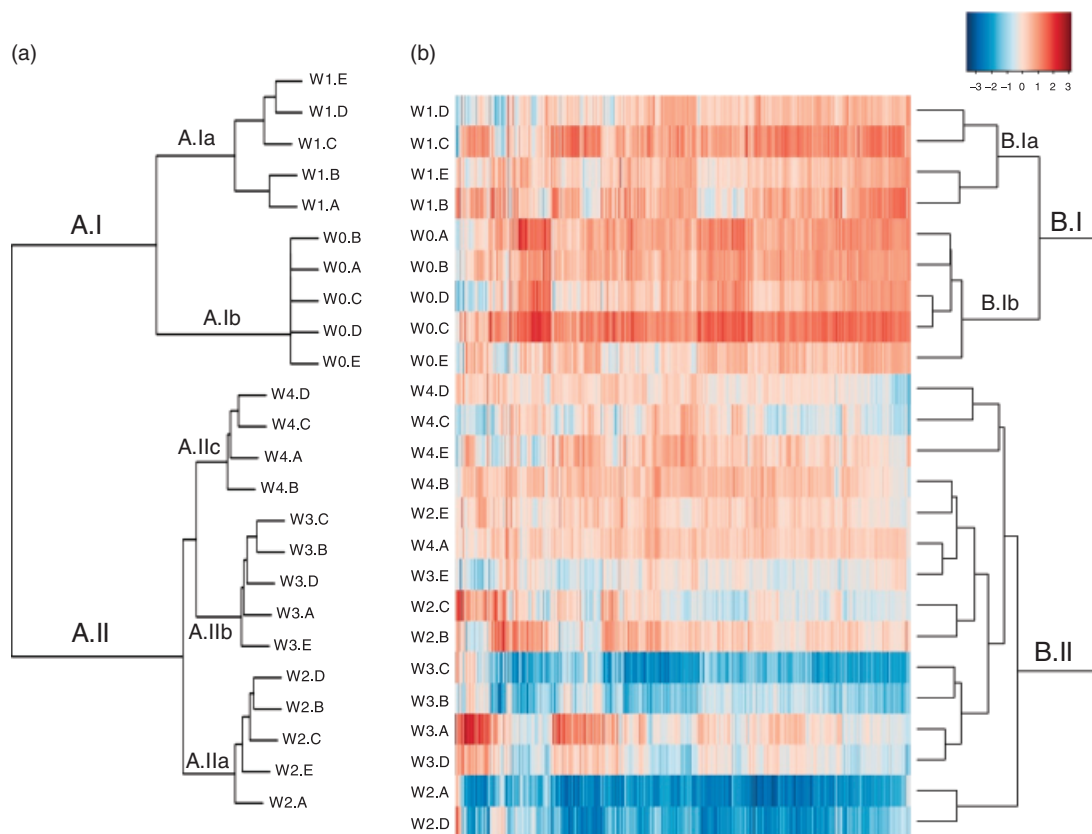 (a)
W1.E
W1.D
A.Ia
W1.C
W1.B
W1.A
A.I
W0.B
W0.A
W0.C
A.Ib
W0.D
W0.E
W4.D
W4.C
A.IIc
W4.A
W4.B
W3.C
W3.B
W3.D
W3.A
A.IIb
A.II
W3.E
W2.D
W2.B
W2.C
A.IIa
W2.E
W2.A
(b)
-3 -2 -1 0 1 2 3
W1.D
W1.C
W1.E
W1.B
W0.A
W0.B
W0.D
W0.C
W0.E
W4.D
W4.C
W4.E
W4.B
W2.E
W4.A
W3.E
W2.C
W2.B
W3.C
W3.B
W3.A
W3.D
W2.A
W2.D
B.Ia
B.I
B.Ib
B.II